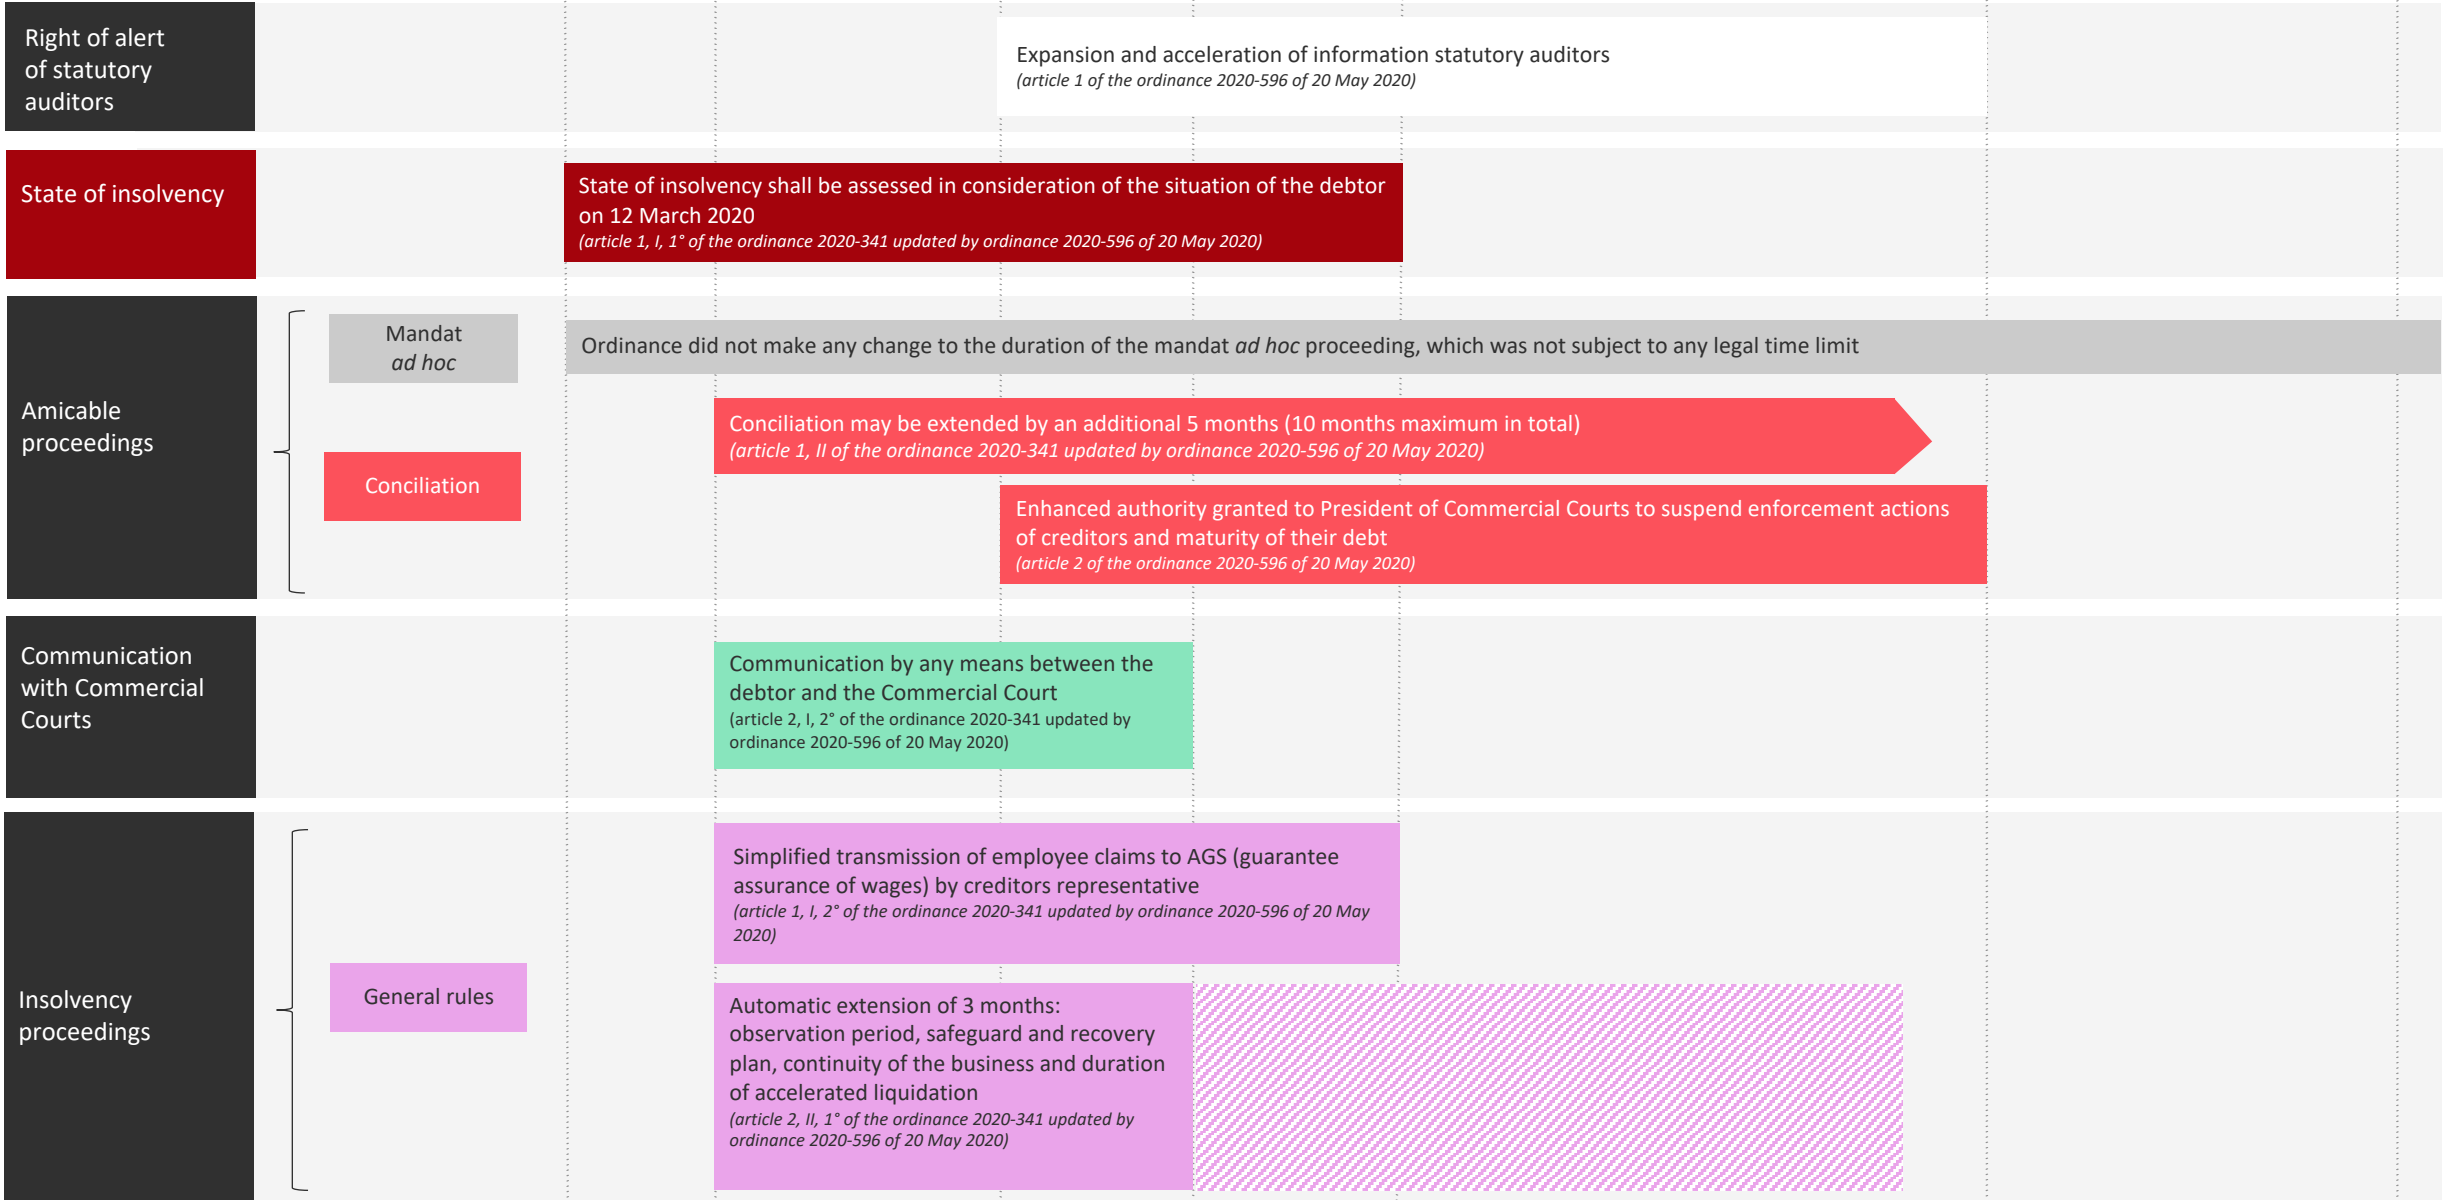 Right of alert
of statutory
auditors
Expansion and acceleration of information statutory auditors
(article 1 of the ordinance 2020-596 of 20 May 2020)
State of insolvency
State of insolvency shall be assessed in consideration of the situation of the debtor
on 12 March 2020
(article 1, I, 1° of the ordinance 2020-341 updated by ordinance 2020-596 of 20 May 2020)
Amicable
proceedings
Mandat
ad hoc
Ordinance did not make any change to the duration of the mandat ad hoc proceeding, which was not subject to any legal time limit
Conciliation
Conciliation may be extended by an additional 5 months (10 months maximum in total)
(article 1, II of the ordinance 2020-341 updated by ordinance 2020-596 of 20 May 2020)
Enhanced authority granted to President of Commercial Courts to suspend enforcement actions
of creditors and maturity of their debt
(article 2 of the ordinance 2020-596 of 20 May 2020)
Communication
with Commercial
Courts
Communication by any means between the
debtor and the Commercial Court
(article 2, I, 2° of the ordinance 2020-341 updated by
ordinance 2020-596 of 20 May 2020)
Insolvency
proceedings
General rules
Simplified transmission of employee claims to AGS (guarantee
assurance of wages) by creditors representative
(article 1, I, 2° of the ordinance 2020-341 updated by ordinance 2020-596 of 20 May
2020)
Automatic extension of 3 months:
observation period, safeguard and recovery
plan, continuity of the business and duration
of accelerated liquidation
(article 2, II, 1° of the ordinance 2020-341 updated by
ordinance 2020-596 of 20 May 2020)